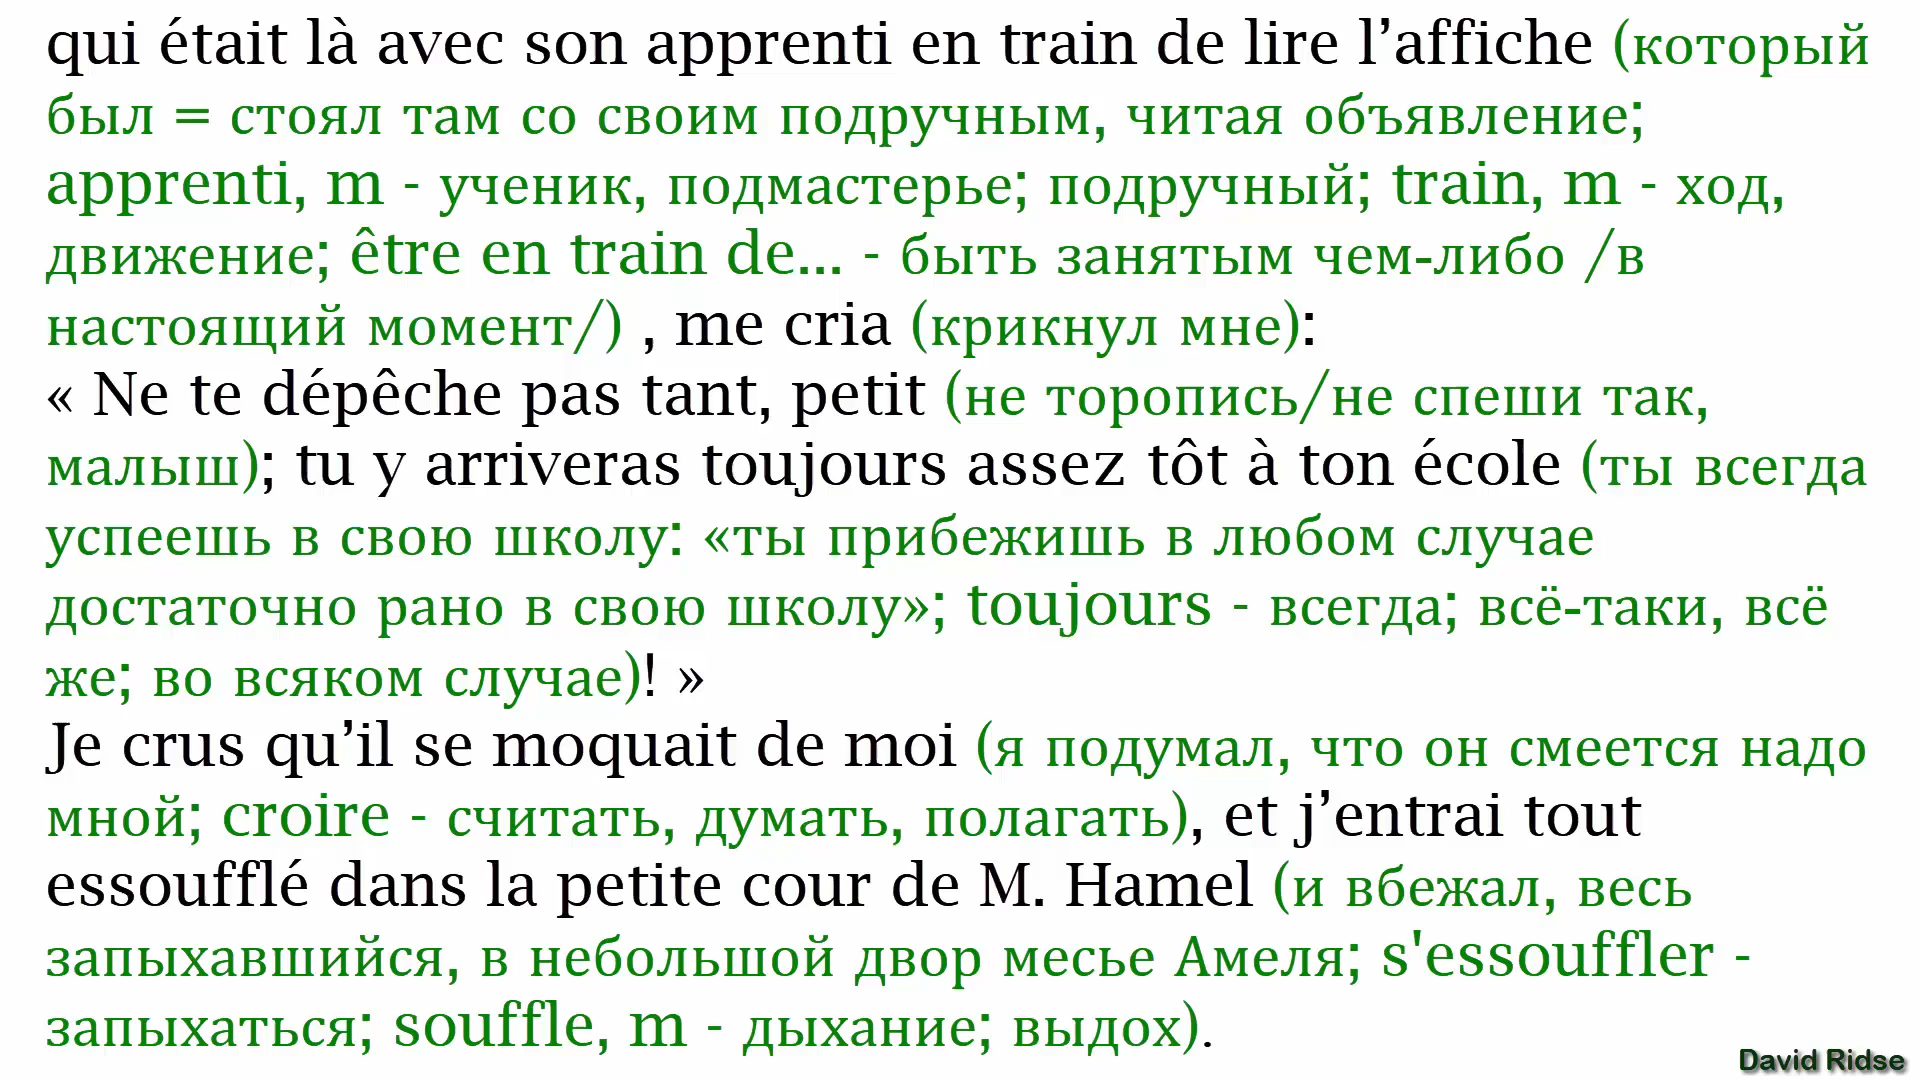 qui était là avec son apprenti en train de lire l’affiche (который
был = стоял там со своим подручным, читая объявление;
apprenti, m - ученик, подмастерье; подручный; train, m - ход,
движение; être en train de... - быть занятым чем-либо /в
настоящий момент/) , me cria (крикнул мне):
« Ne te dépêche pas tant, petit (не торопись/не спеши так,
малыш); tu y arriveras toujours assez tôt à ton école (ты всегда
успеешь в свою школу: «ты прибежишь в любом случае
достаточно рано в свою школу»; toujours - всегда; всё-таки, всё
же; во всяком случае)! »
Je crus qu’il se moquait de moi (я подумал, что он смеется надо
мной; croire - считать, думать, полагать), et j’entrai tout
essoufflé dans la petite cour de M. Hamel (и вбежал, весь
запыхавшийся, в небольшой двор месье Амеля; s'essouffler -
запыхаться; souffle, m - дыхание; выдох).
David Ridse